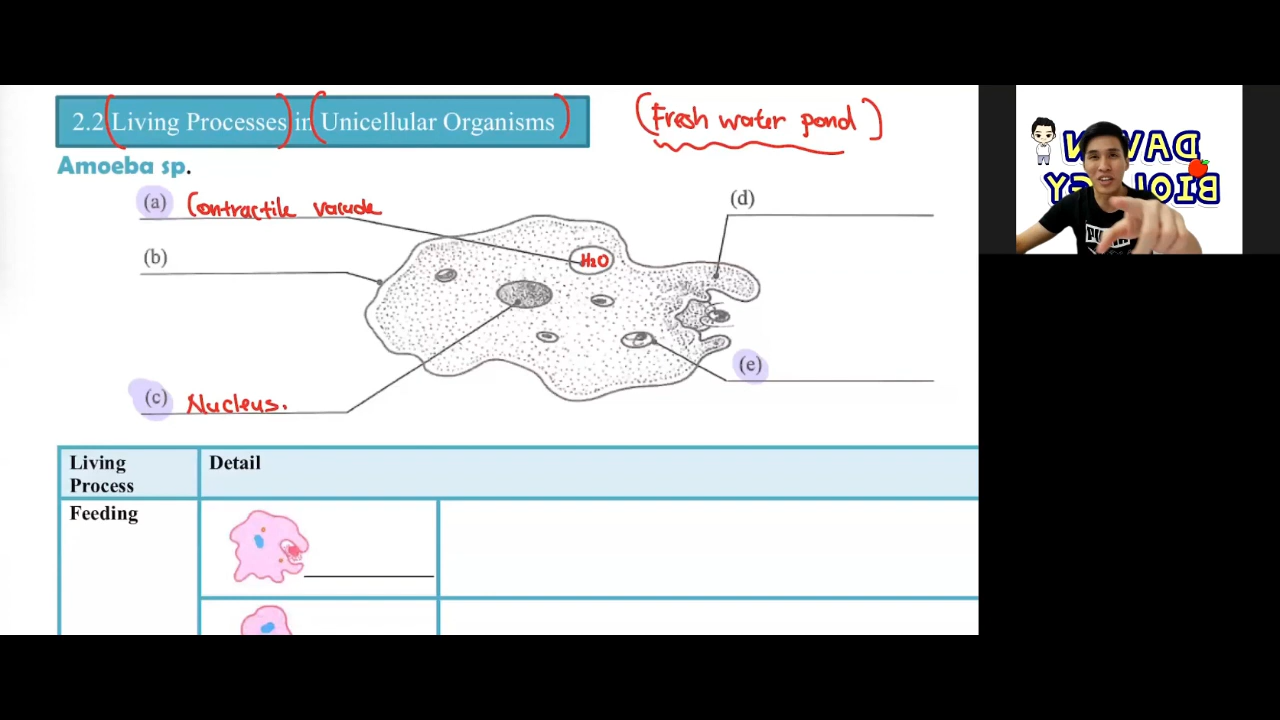 2.2 Living Processes in Unicellular Organisms
(Fresh water pond)
Amoeba sp.
(a) Contractile vacuole
(b)
(c) Nucleus.
(d)
(e)
H2O
Living Process
Detail
Feeding
BIOLOGY